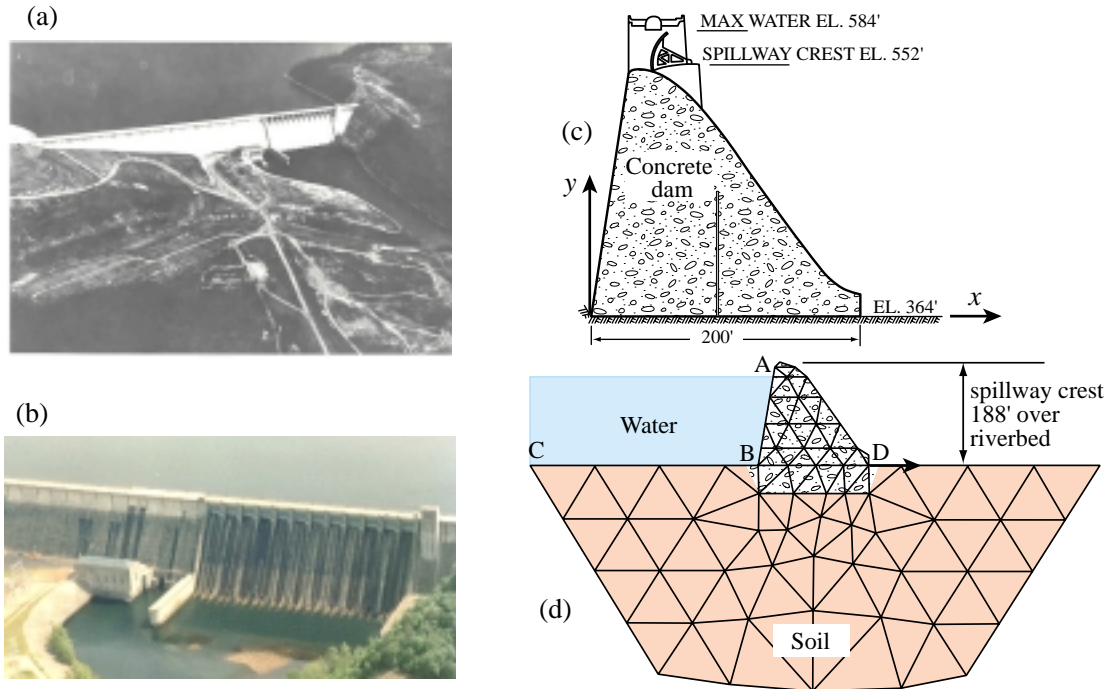 (a)
(b)
MAX WATER EL. 584'
SPILLWAY CREST EL. 552'
(c)
Concrete
dam
y
EL. 364'
x
200'
A
spillway crest
188' over
riverbed
Water
C
B
D
(d)
Soil